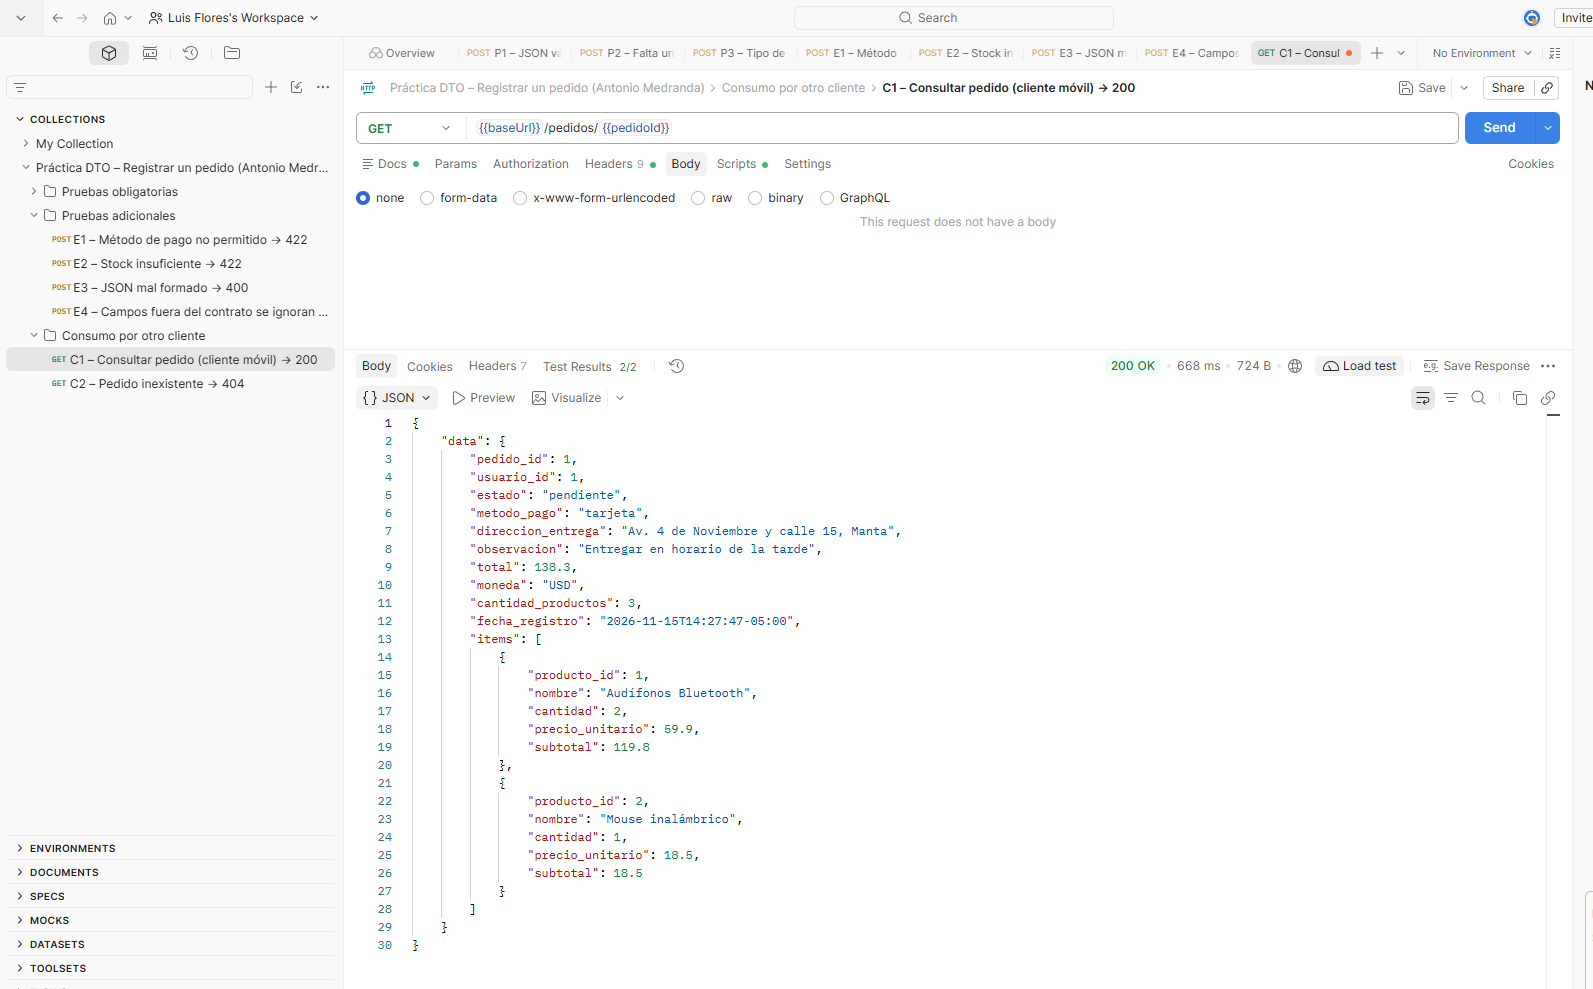 Luis Flores's Workspace
Search
Invite
Overview
POST P1 – JSON vá
POST P2 – Falta un
POST P3 – Tipo de
POST E1 – Método
POST E2 – Stock in
POST E3 – JSON m
POST E4 – Campos
GET C1 – Consul
No Environment
HTTP Práctica DTO – Registrar un pedido (Antonio Medranda) > Consumo por otro cliente > C1 – Consultar pedido (cliente móvil) → 200
Save
Share
COLLECTIONS
My Collection
Práctica DTO – Registrar un pedido (Antonio Medr...
Pruebas obligatorias
Pruebas adicionales
POST E1 – Método de pago no permitido → 422
POST E2 – Stock insuficiente → 422
POST E3 – JSON mal formado → 400
POST E4 – Campos fuera del contrato se ignoran ...
Consumo por otro cliente
GET C1 – Consultar pedido (cliente móvil) → 200
GET C2 – Pedido inexistente → 404
ENVIRONMENTS
DOCUMENTS
SPECS
MOCKS
DATASETS
TOOLSETS
GET
{{baseUrl}} /pedidos/ {{pedidoId}}
Send
Docs
Params
Authorization
Headers 9
Body
Scripts
Settings
Cookies
none
form-data
x-www-form-urlencoded
raw
binary
GraphQL
This request does not have a body
Body
Cookies
Headers 7
Test Results 2/2
200 OK
668 ms
724 B
Load test
e.g. Save Response
{} JSON
Preview
Visualize
1 {
2 "data": {
3 "pedido_id": 1,
4 "usuario_id": 1,
5 "estado": "pendiente",
6 "metodo_pago": "tarjeta",
7 "direccion_entrega": "Av. 4 de Noviembre y calle 15, Manta",
8 "observacion": "Entregar en horario de la tarde",
9 "total": 138.3,
10 "moneda": "USD",
11 "cantidad_productos": 3,
12 "fecha_registro": "2026-11-15T14:27:47-05:00",
13 "items": [
14 {
15 "producto_id": 1,
16 "nombre": "Audífonos Bluetooth",
17 "cantidad": 2,
18 "precio_unitario": 59.9,
19 "subtotal": 119.8
20 },
21 {
22 "producto_id": 2,
23 "nombre": "Mouse inalámbrico",
24 "cantidad": 1,
25 "precio_unitario": 18.5,
26 "subtotal": 18.5
27 }
28 ]
29 }
30 }